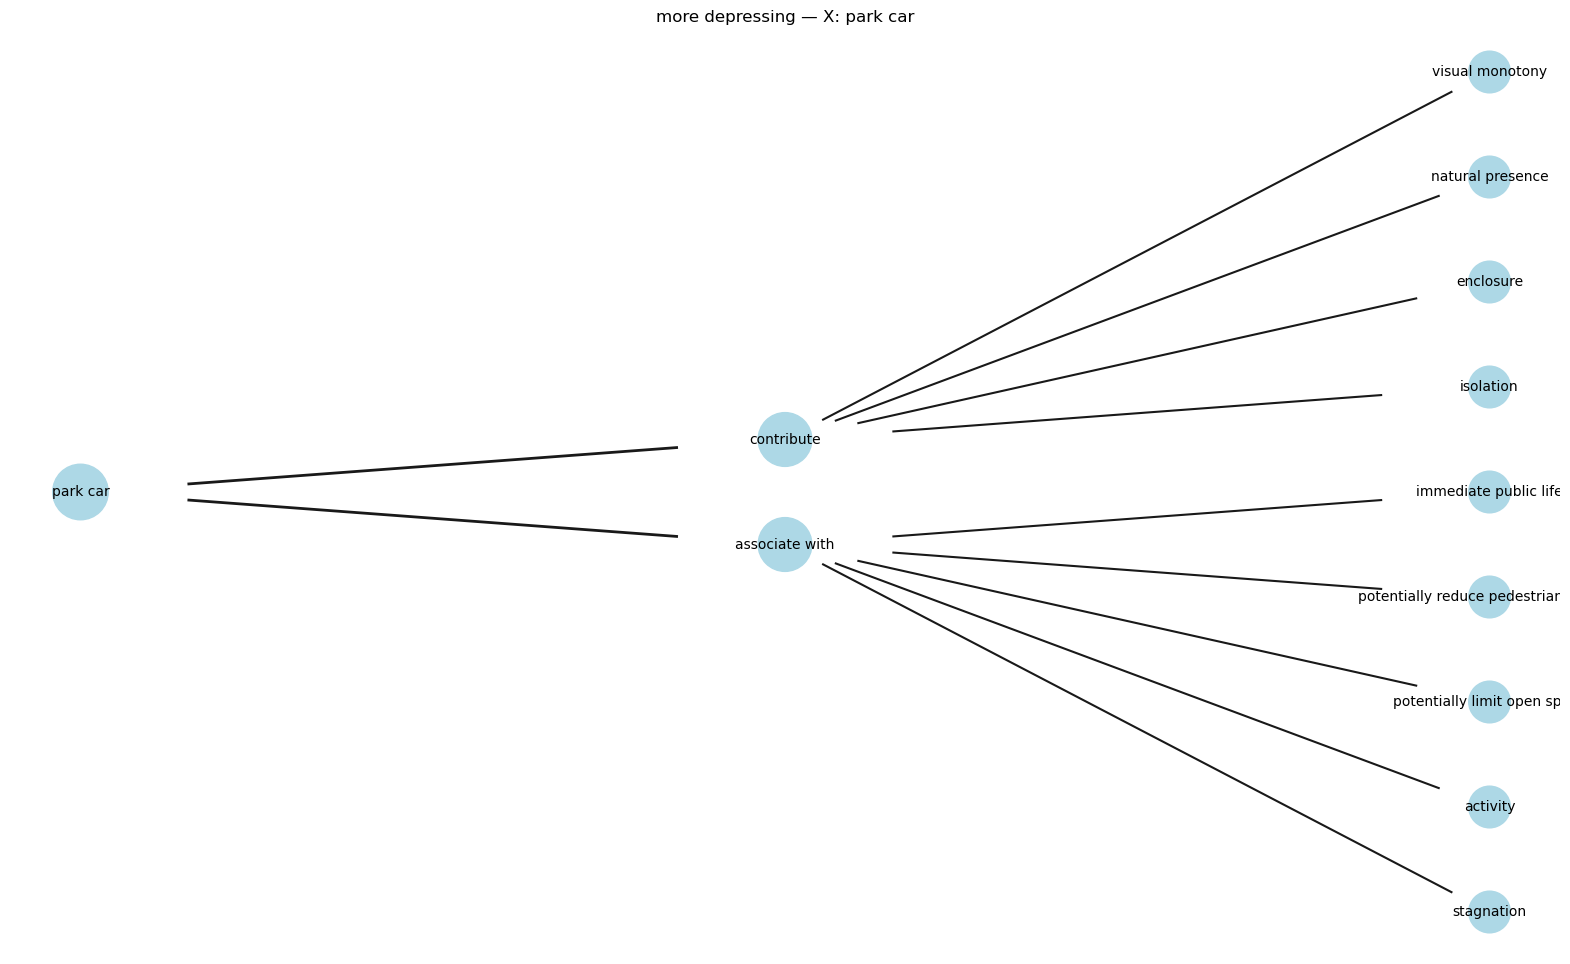 more depressing — X: park car
visual monotony
natural presence
enclosure
isolation
contribute
park car
immediate public life
associate with
potentially reduce pedestrian
potentially limit open sp
activity
stagnation